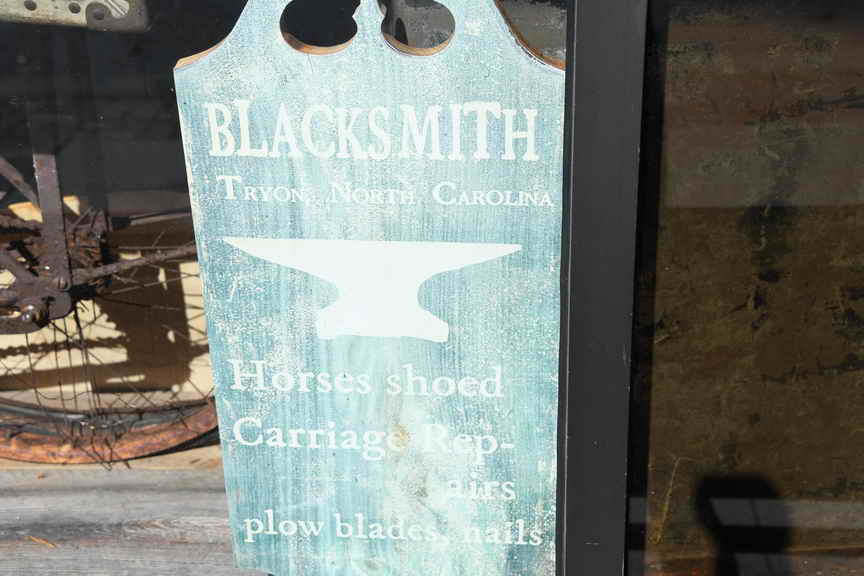 BLACKSMITH
TRYON, NORTH CAROLINA
Horses shoed
Carriage Rep-
airs
plow blades, nails